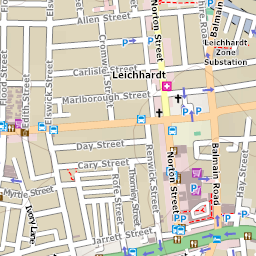 Allen Street
Norton Street
Balmain
Cromwell
Carlisle Street
Leichhardt
Leichhardt,
Zone
Substation
Marlborough Street
Elswick Street
Edith Street
Day Street
Cary Street
Renwick Street
Norton Street
Balmain Road
Hay Street
Myrtle Street
Ivory Lane
Rofe Street
Thornley Street
Jarrett Street